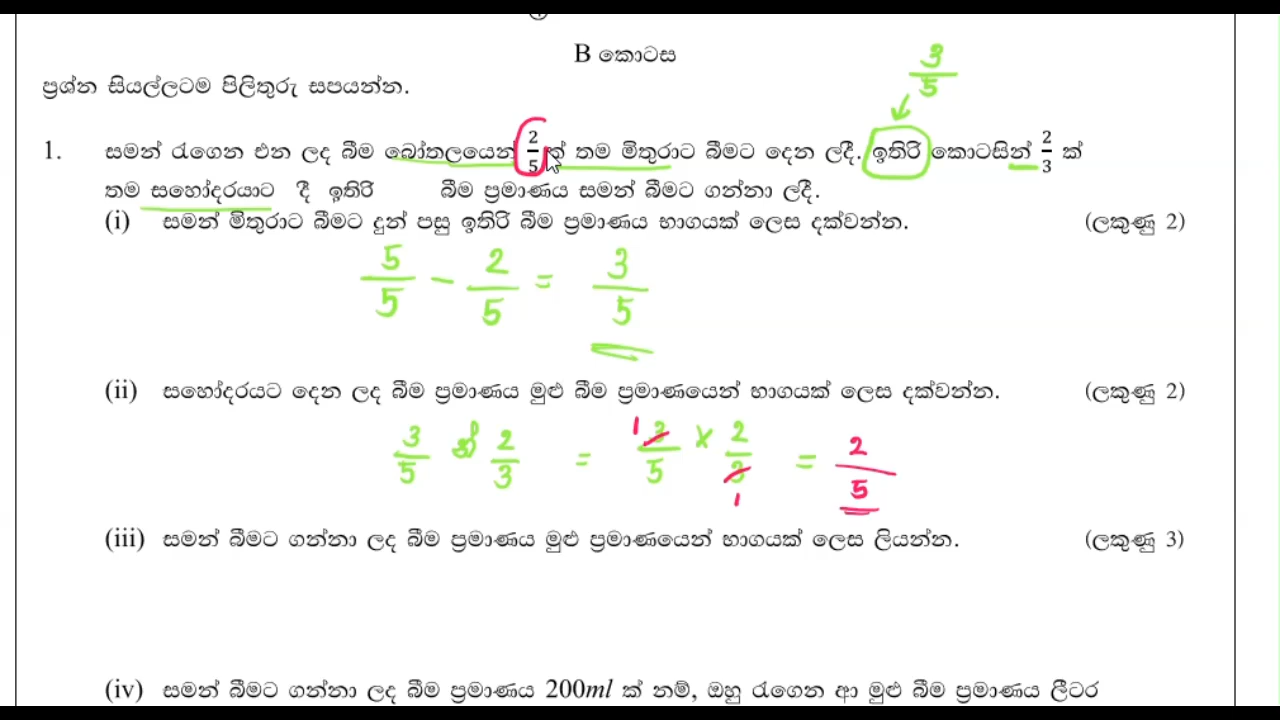 B කොටස
ප්‍රශ්න සියල්ලටම පිලිතුරු සපයන්න.
3/5
1. සමන් රැගෙන එන ලද බීම බෝතලයෙන් 2/5 ක් තම මිතුරාට බීමට දෙන ලදී. ඉතිරි කොටසින් 2/3 ක්
තම සහෝදරයාට දී ඉතිරි බීම ප්‍රමාණය සමන් බීමට ගන්නා ලදී.
(i) සමන් මිතුරාට බීමට දුන් පසු ඉතිරි බීම ප්‍රමාණය භාගයක් ලෙස දක්වන්න. (ලකුණු 2)
5/5 - 2/5 = 3/5
(ii) සහෝදරයට දෙන ලද බීම ප්‍රමාණය මුළු බීම ප්‍රමාණයෙන් භාගයක් ලෙස දක්වන්න. (ලකුණු 2)
3/5 න් 2/3 = 1 3/5 × 2/3 1 = 2/5
(iii) සමන් බීමට ගන්නා ලද බීම ප්‍රමාණය මුළු ප්‍රමාණයෙන් භාගයක් ලෙස ලියන්න. (ලකුණු 3)
(iv) සමන් බීමට ගන්නා ලද බීම ප්‍රමාණය 200ml ක් නම්, ඔහු රැගෙන ආ මුළු බීම ප්‍රමාණය ලීටර